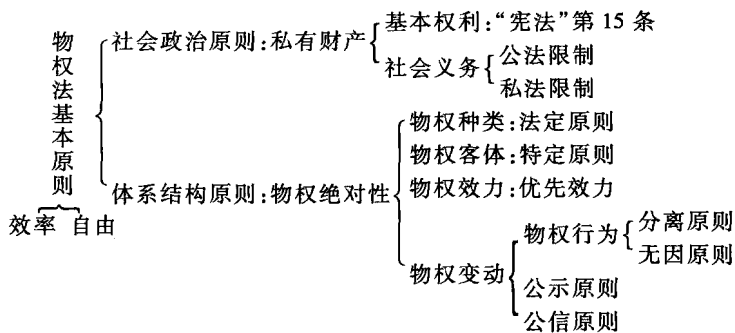 物权法基本原则
效率 自由
社会政治原则:私有财产
基本权利:“宪法”第15条
社会义务
公法限制
私法限制
体系结构原则:物权绝对性
物权种类:法定原则
物权客体:特定原则
物权效力:优先效力
物权变动
物权行为
分离原则
无因原则
公示原则
公信原则